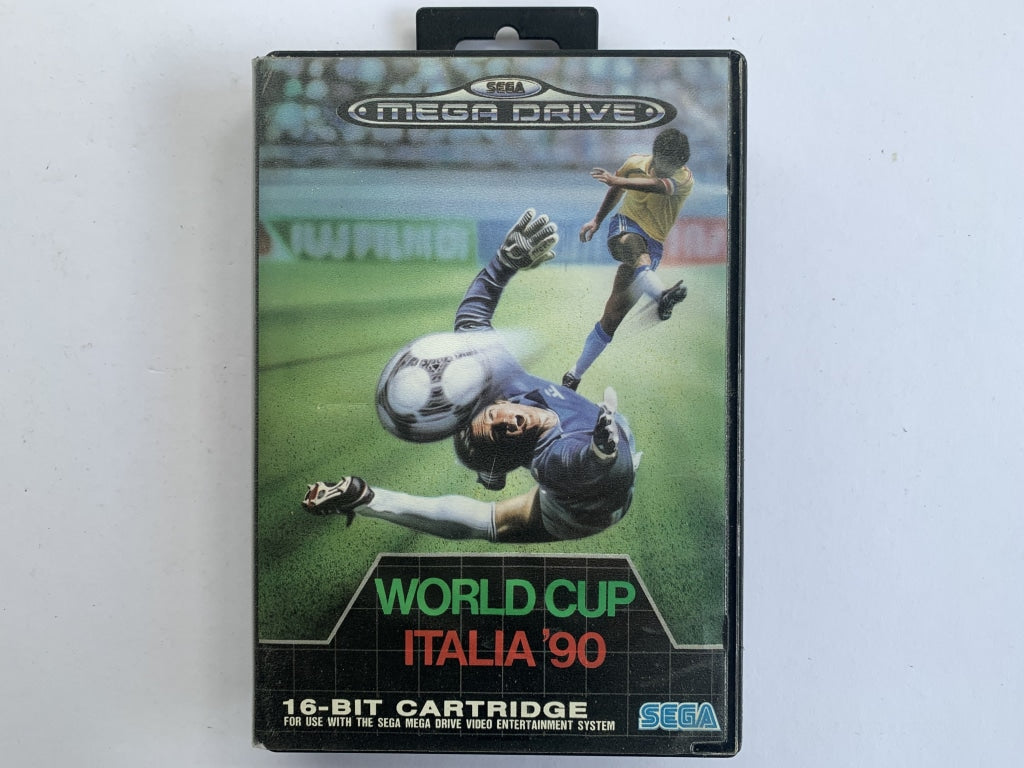 SEGA
MEGA DRIVE
WORLD CUP
ITALIA '90
16-BIT CARTRIDGE
FOR USE WITH THE SEGA MEGA DRIVE VIDEO ENTERTAINMENT SYSTEM
SEGA